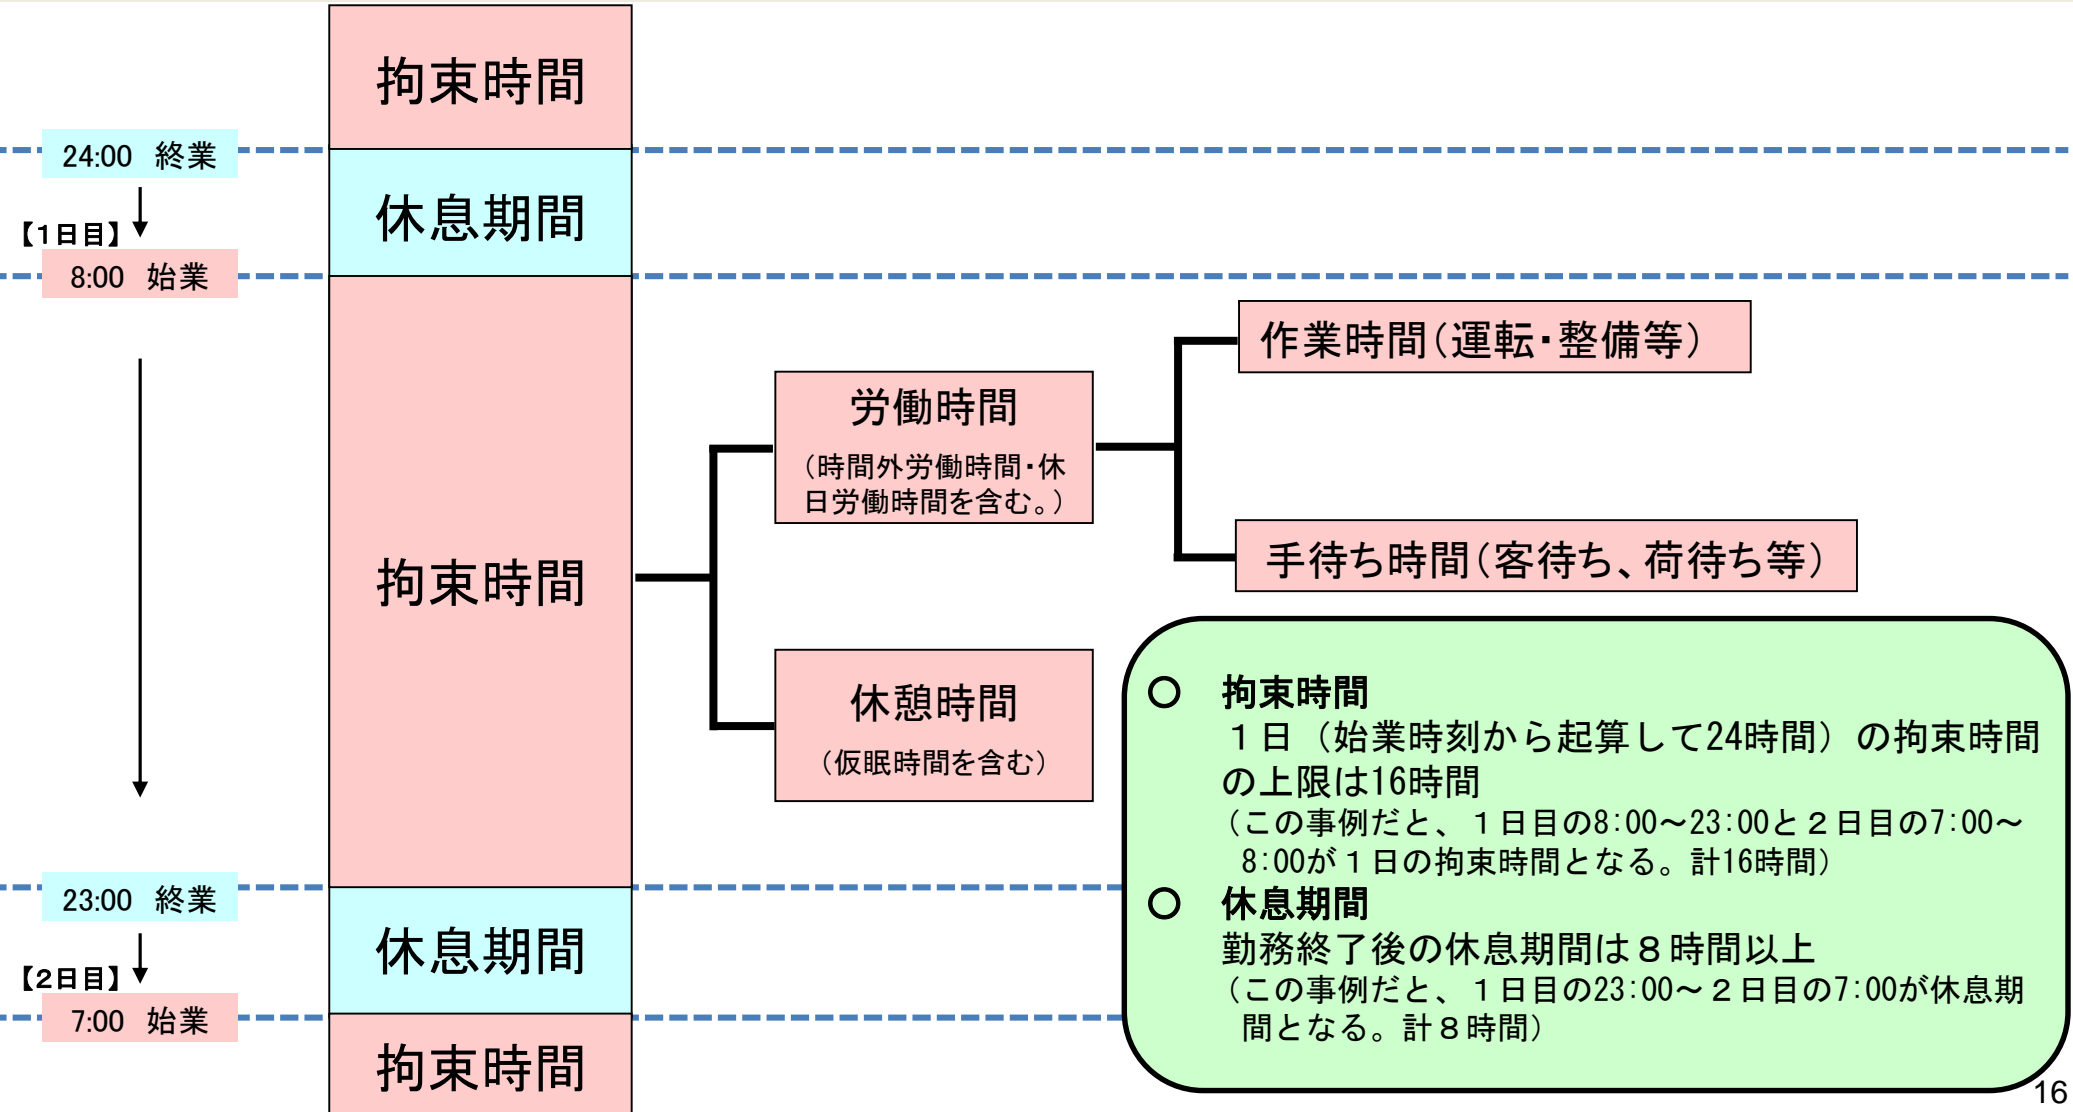 拘束時間
24:00 終業
休息期間
【1日目】
8:00 始業
作業時間（運転・整備等）
労働時間
（時間外労働時間・休
日労働時間を含む。）
手待ち時間（客待ち、荷待ち等）
拘束時間
休憩時間
（仮眠時間を含む）
○ 拘束時間
１日（始業時刻から起算して24時間）の拘束時間
の上限は16時間
（この事例だと、１日目の8:00～23:00と２日目の7:00～
8:00が１日の拘束時間となる。計16時間）
23:00 終業
○ 休息期間
勤務終了後の休息期間は８時間以上
（この事例だと、１日目の23:00～２日目の7:00が休息期
間となる。計８時間）
休息期間
【2日目】
7:00 始業
拘束時間
16